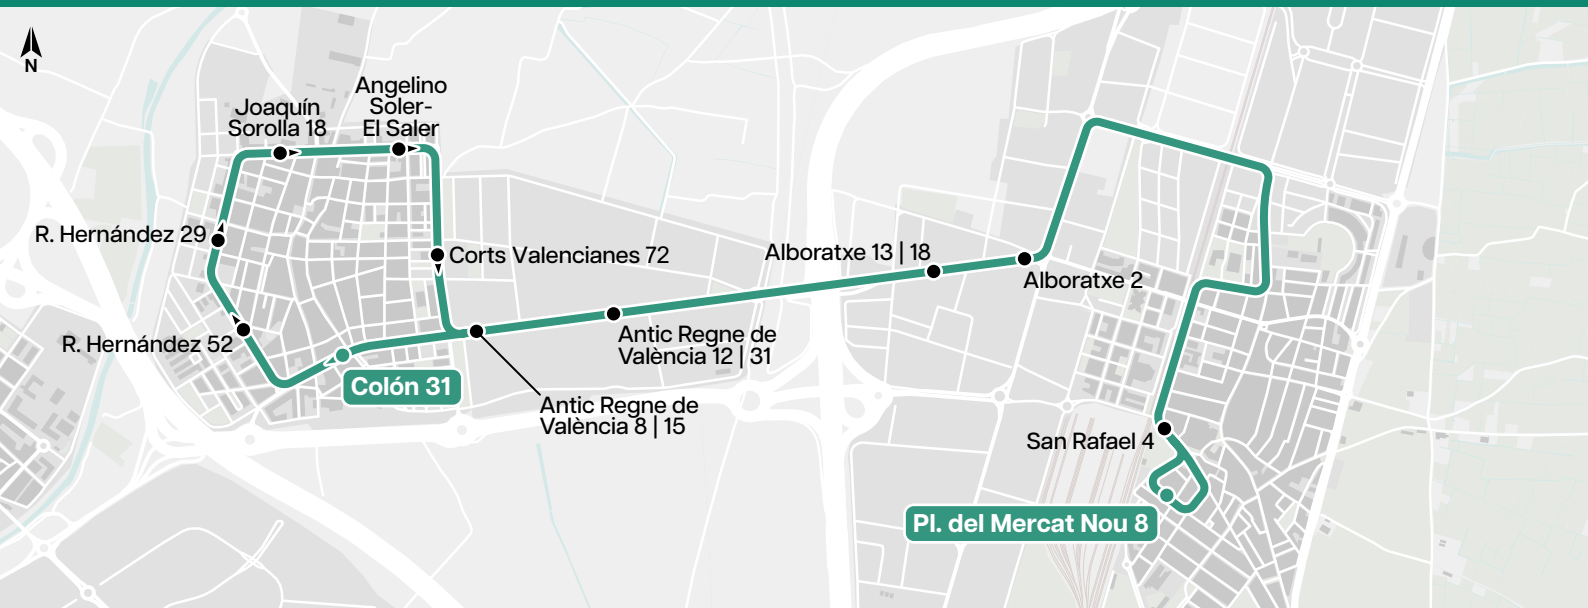 N
Angelino
Soler-
El Saler
Joaquín
Sorolla 18
R. Hernández 29
Corts Valencianes 72
Alboratxe 13 | 18
Alboratxe 2
R. Hernández 52
Antic Regne de
València 12 | 31
Colón 31
Antic Regne de
València 8 | 15
San Rafael 4
Pl. del Mercat Nou 8